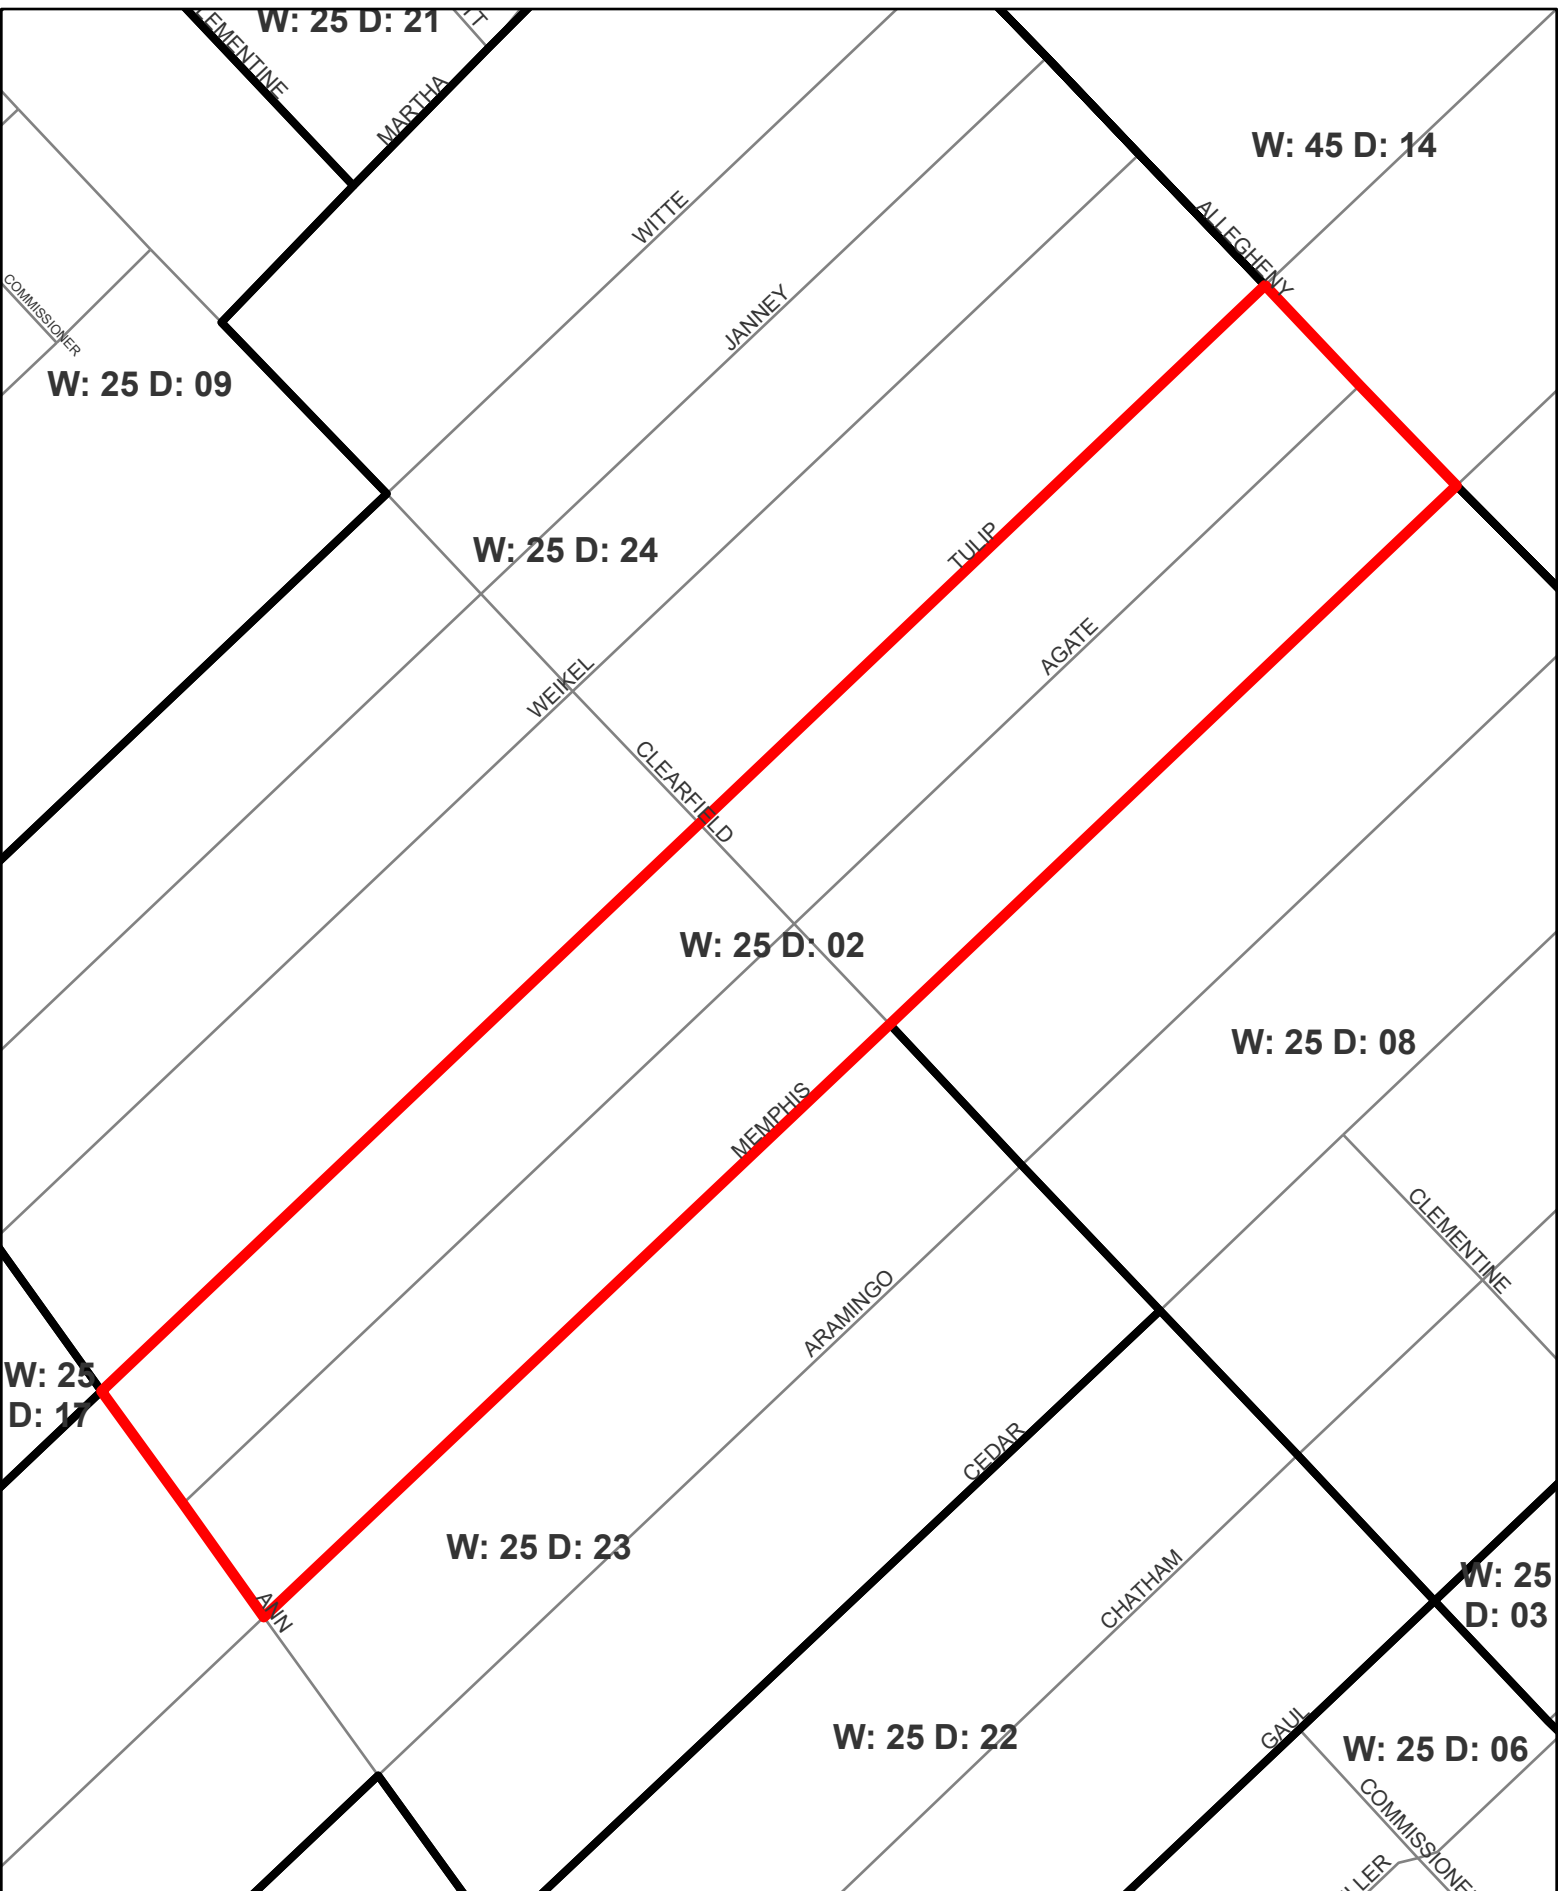 W: 25 D: 21
MARTHA
W: 45 D: 14
WITTE
ALLEGHENY
COMMISSIONER
JANNEY
W: 25 D: 09
W: 25 D: 24
TULIP
AGATE
WEIKEL
CLEARFIELD
W: 25 D: 02
W: 25 D: 08
MEMPHIS
CLEMENTINE
ARAMINGO
W: 25
D: 17
CEDAR
W: 25 D: 23
ANN
CHATHAM
W: 25
D: 03
GAUL
W: 25 D: 22
W: 25 D: 06